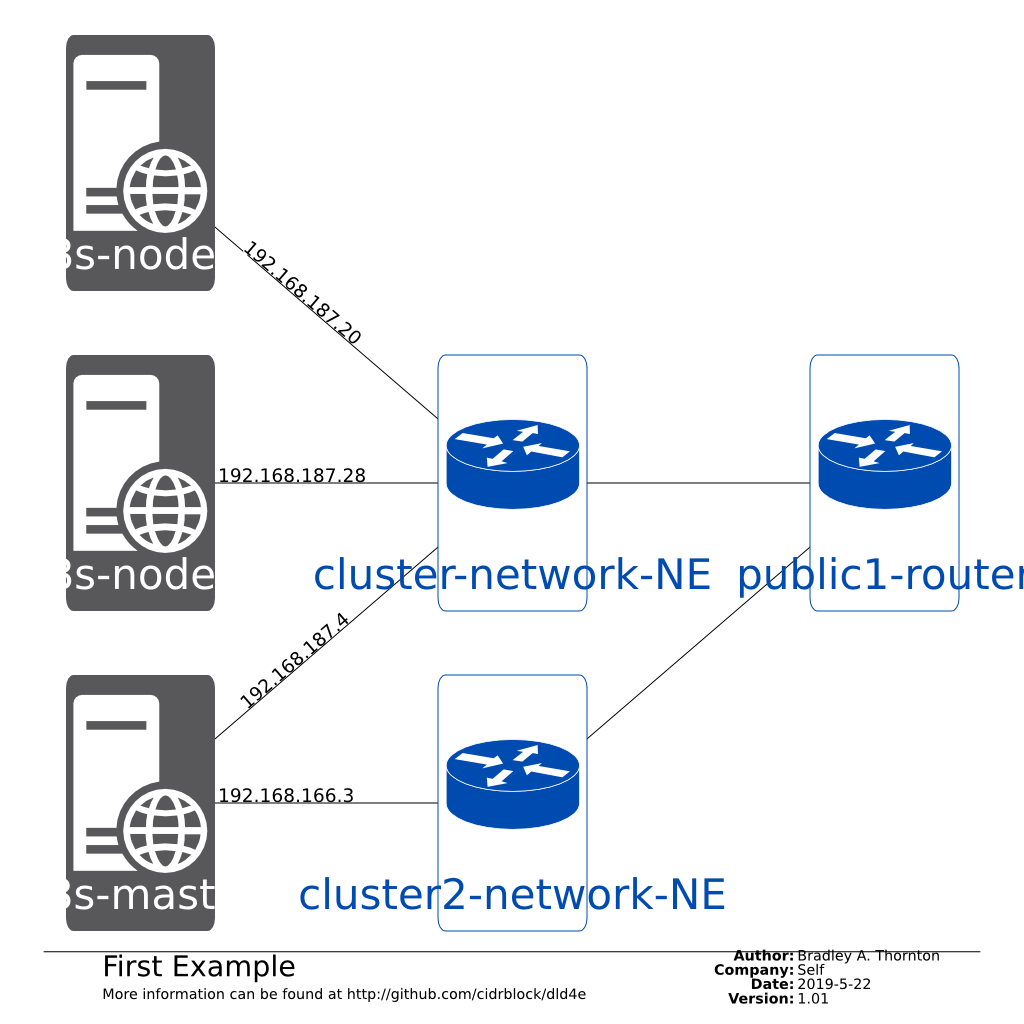 3s-node
192.168.187.20
3s-node
192.168.187.28
cluster-network-NE
public1-router
192.168.187.4
3s-mast
192.168.166.3
cluster2-network-NE
First Example
More information can be found at http://github.com/cidrblock/dld4e
Author: Bradley A. Thornton
Company: Self
Date: 2019-5-22
Version: 1.01